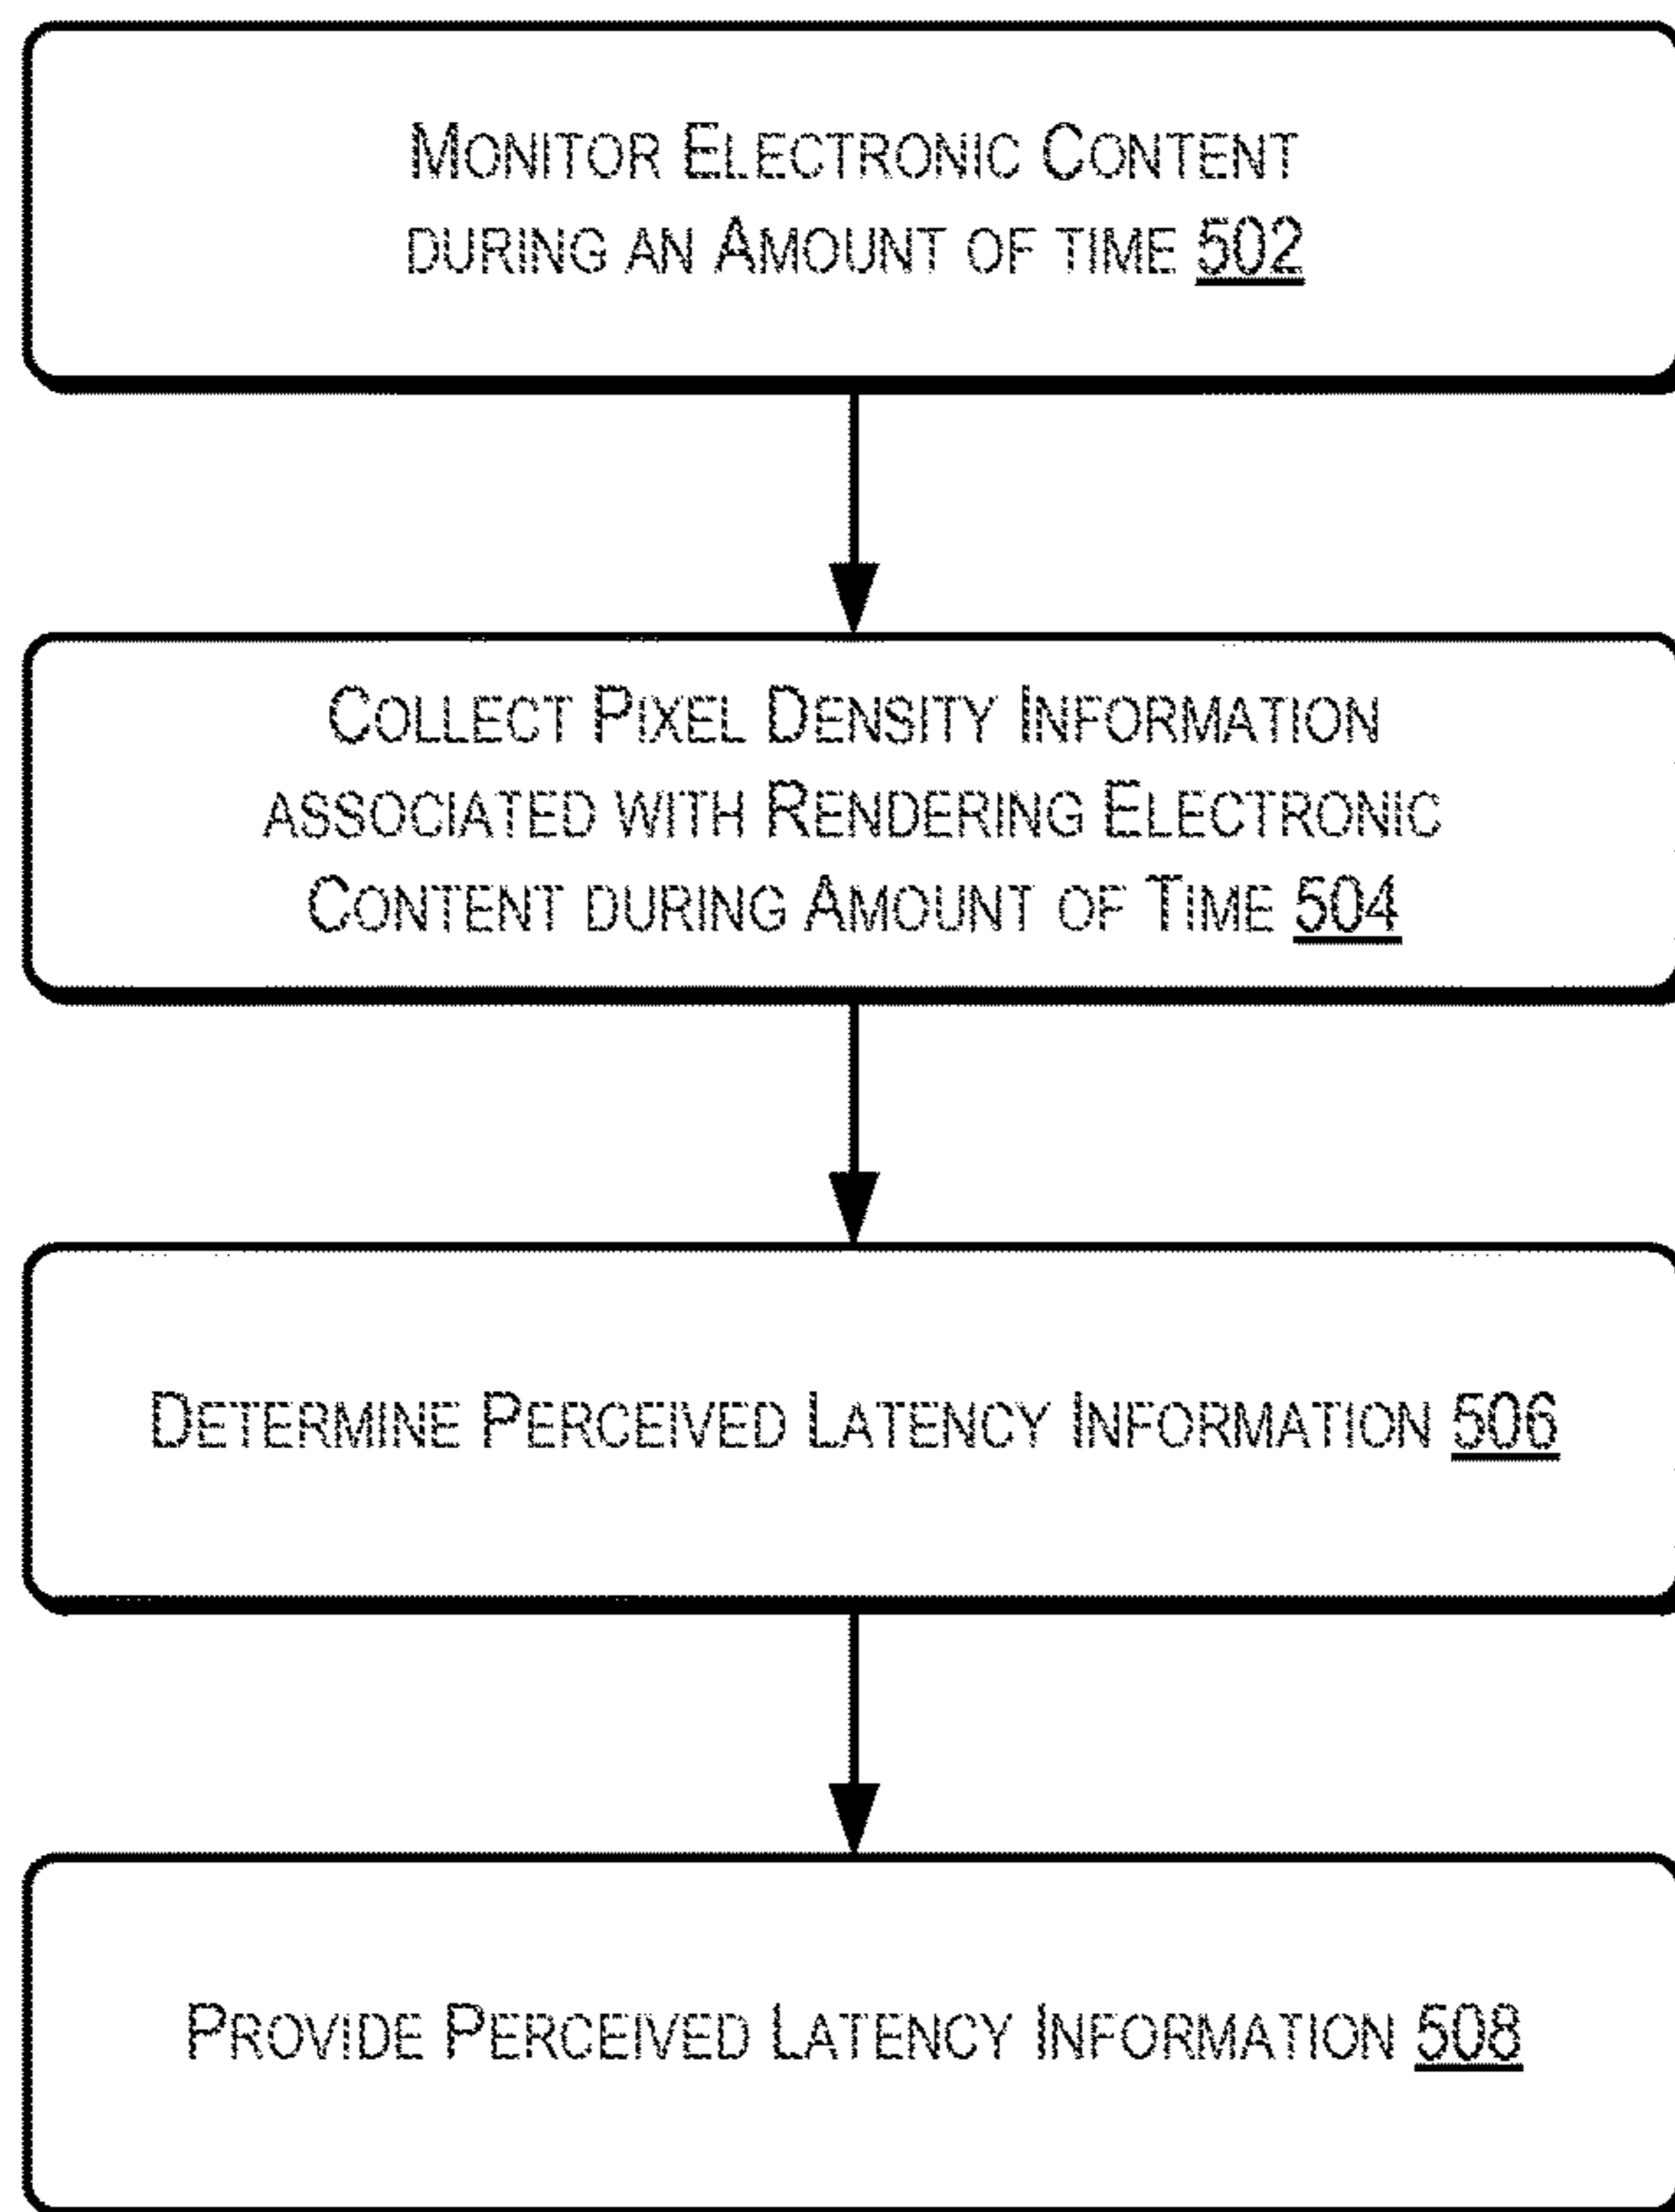 MONITOR ELECTRONIC CONTENT
DURING AN AMOUNT OF TIME 502
COLLECT PIXEL DENSITY INFORMATION
ASSOCIATED WITH RENDERING ELECTRONIC
CONTENT DURING AMOUNT OF TIME 504
DETERMINE PERCEIVED LATENCY INFORMATION 506
PROVIDE PERCEIVED LATENCY INFORMATION 508